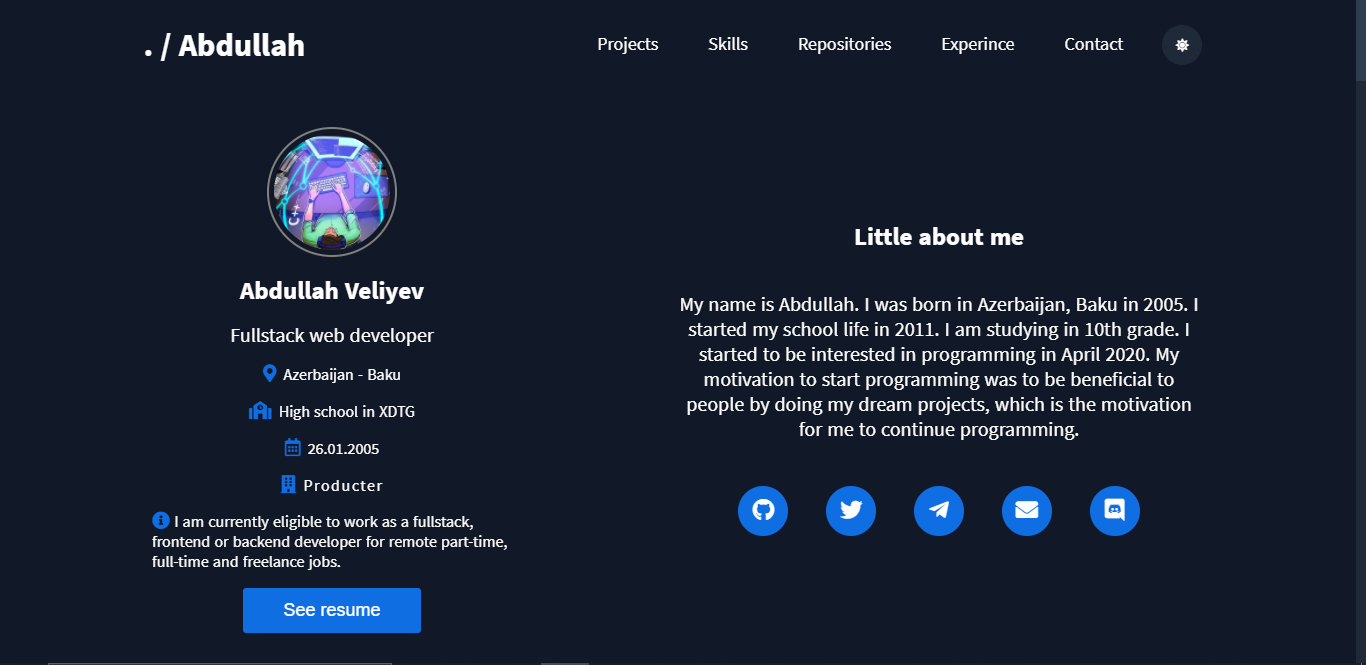 . / Abdullah
Projects
Skills
Repositories
Experince
Contact
C++
Abdullah Veliyev
Fullstack web developer
Azerbaijan - Baku
High school in XDTG
26.01.2005
Producter
I am currently eligible to work as a fullstack,
frontend or backend developer for remote part-time,
full-time and freelance jobs.
See resume
Little about me
My name is Abdullah. I was born in Azerbaijan, Baku in 2005. I
started my school life in 2011. I am studying in 10th grade. I
started to be interested in programming in April 2020. My
motivation to start programming was to be beneficial to
people by doing my dream projects, which is the motivation
for me to continue programming.